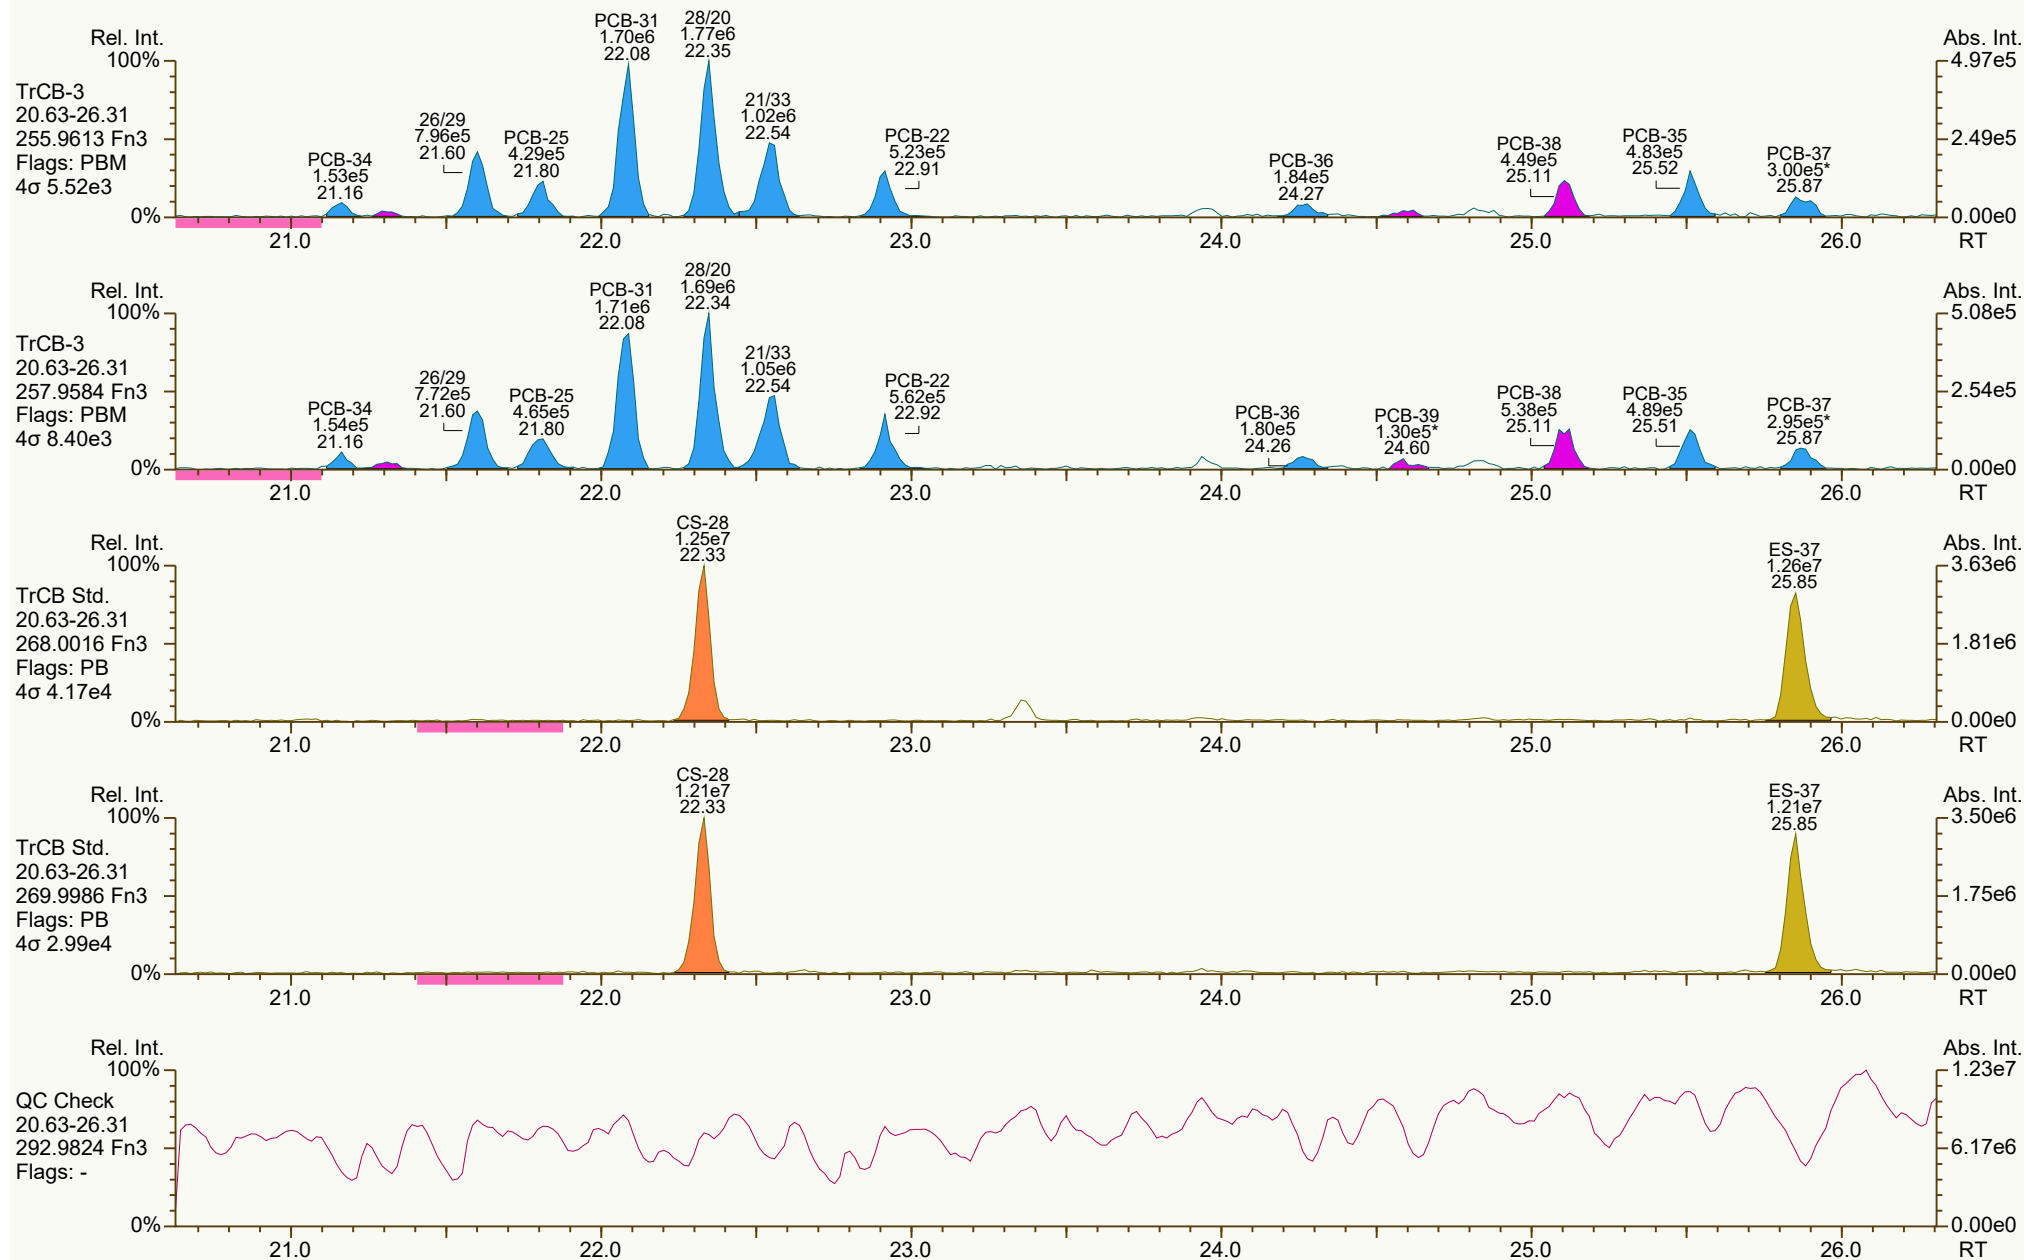 Rel. Int.
100%
0%
TrCB-3
20.63-26.31
255.9613 Fn3
Flags: PBM
4σ 5.52e3
PCB-34
1.53e5
21.16
26/29
7.96e5
21.60
PCB-25
4.29e5
21.80
PCB-31
1.70e6
22.08
28/20
1.77e6
22.35
21/33
1.02e6
22.54
PCB-22
5.23e5
22.91
PCB-36
1.84e5
24.27
PCB-38
4.49e5
25.11
PCB-35
4.83e5
25.52
PCB-37
3.00e5*
25.87
Abs. Int.
4.97e5
2.49e5
0.00e0
21.0 22.0 23.0 24.0 25.0 26.0 RT
Rel. Int.
100%
0%
TrCB-3
20.63-26.31
257.9584 Fn3
Flags: PBM
4σ 8.40e3
PCB-34
1.54e5
21.16
26/29
7.72e5
21.60
PCB-25
4.65e5
21.80
PCB-31
1.71e6
22.08
28/20
1.69e6
22.34
21/33
1.05e6
22.54
PCB-22
5.62e5
22.92
PCB-36
1.80e5
24.26
PCB-39
1.30e5*
24.60
PCB-38
5.38e5
25.11
PCB-35
4.89e5
25.51
PCB-37
2.95e5*
25.87
Abs. Int.
5.08e5
2.54e5
0.00e0
21.0 22.0 23.0 24.0 25.0 26.0 RT
Rel. Int.
100%
0%
TrCB Std.
20.63-26.31
268.0016 Fn3
Flags: PB
4σ 4.17e4
CS-28
1.25e7
22.33
ES-37
1.26e7
25.85
Abs. Int.
3.63e6
1.81e6
0.00e0
21.0 22.0 23.0 24.0 25.0 26.0 RT
Rel. Int.
100%
0%
TrCB Std.
20.63-26.31
269.9986 Fn3
Flags: PB
4σ 2.99e4
CS-28
1.21e7
22.33
ES-37
1.21e7
25.85
Abs. Int.
3.50e6
1.75e6
0.00e0
21.0 22.0 23.0 24.0 25.0 26.0 RT
Rel. Int.
100%
0%
QC Check
20.63-26.31
292.9824 Fn3
Flags: -
Abs. Int.
1.23e7
6.17e6
0.00e0
21.0 22.0 23.0 24.0 25.0 26.0 RT